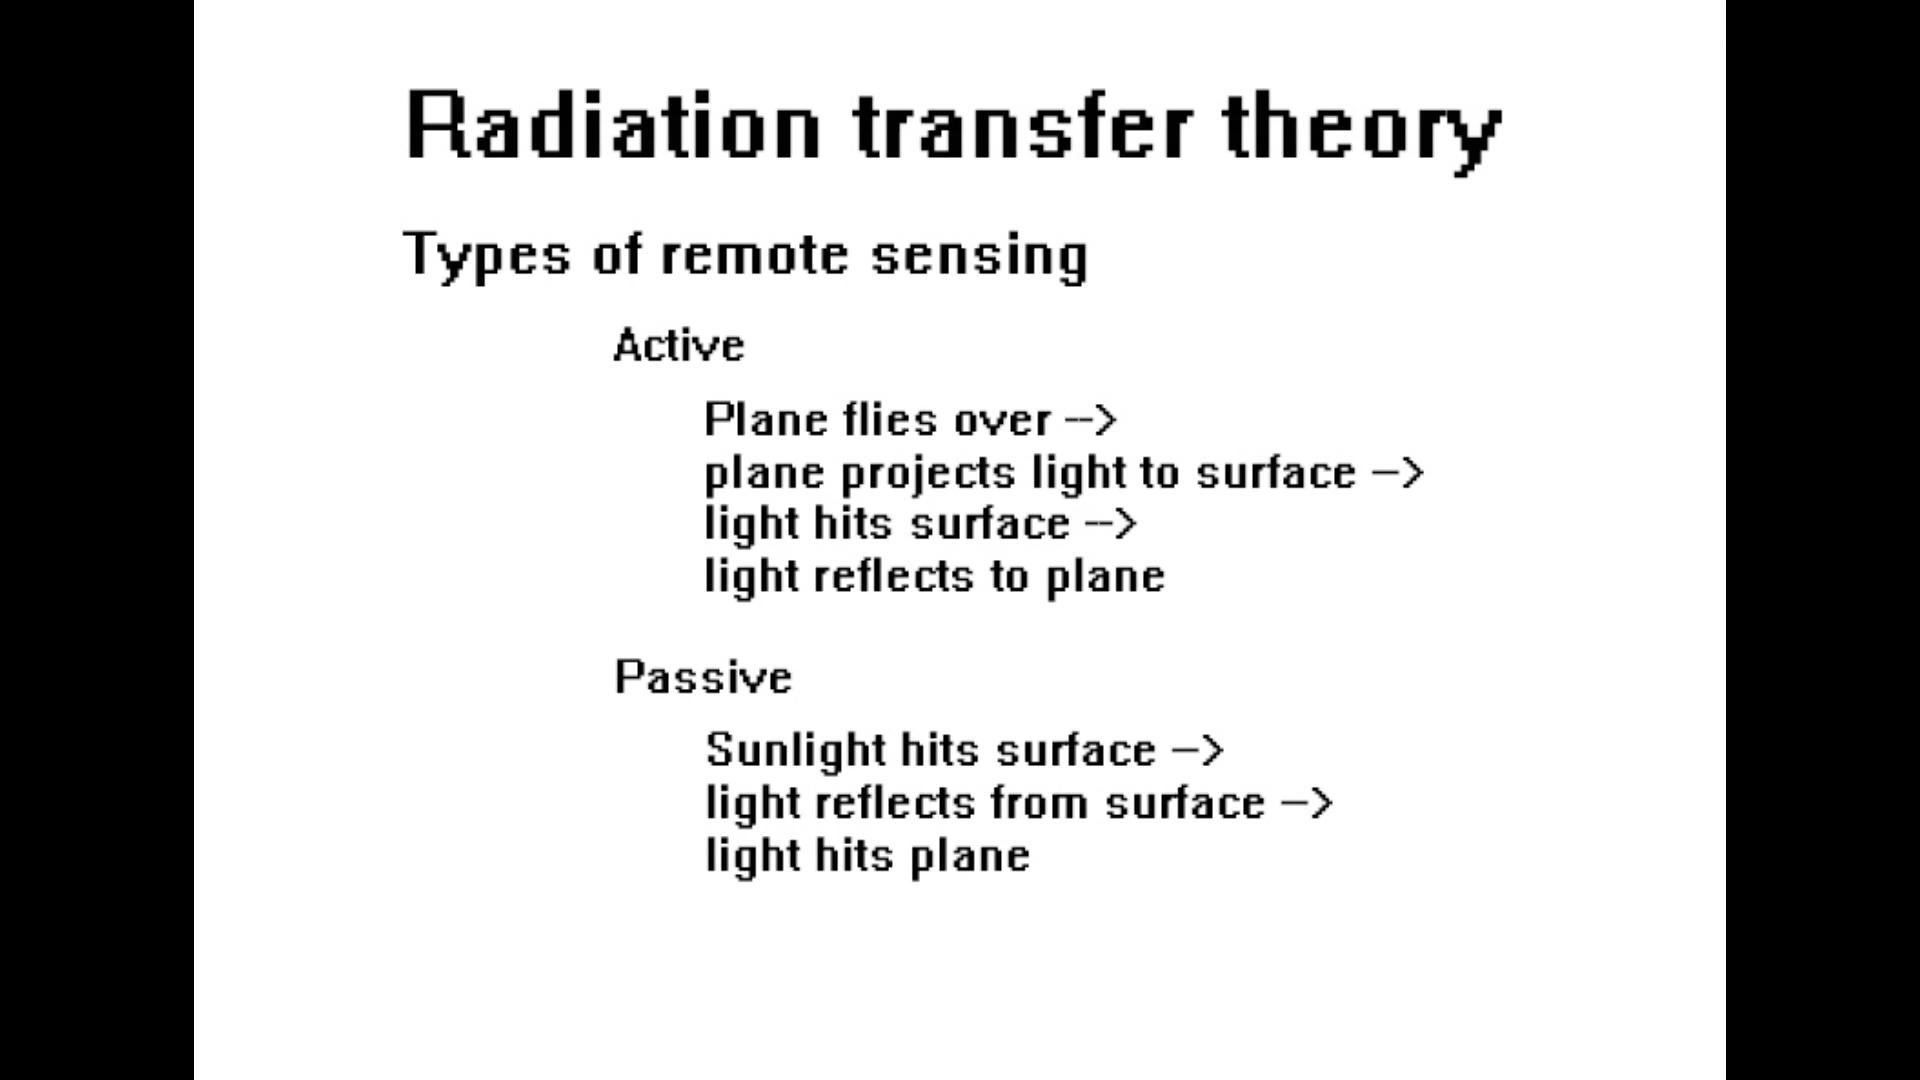 Radiation transfer theory
Types of remote sensing
Active
Plane flies over -->
plane projects light to surface -->
light hits surface -->
light reflects to plane
Passive
Sunlight hits surface -->
light reflects from surface -->
light hits plane